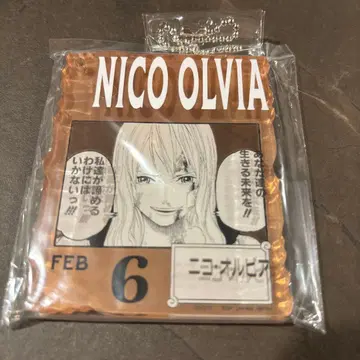 NICO OLVIA
あなた達の
生きる未来を!!
私達が諦める
わけには
いかないっ!!!
FEB
6
ニコ・オルビア